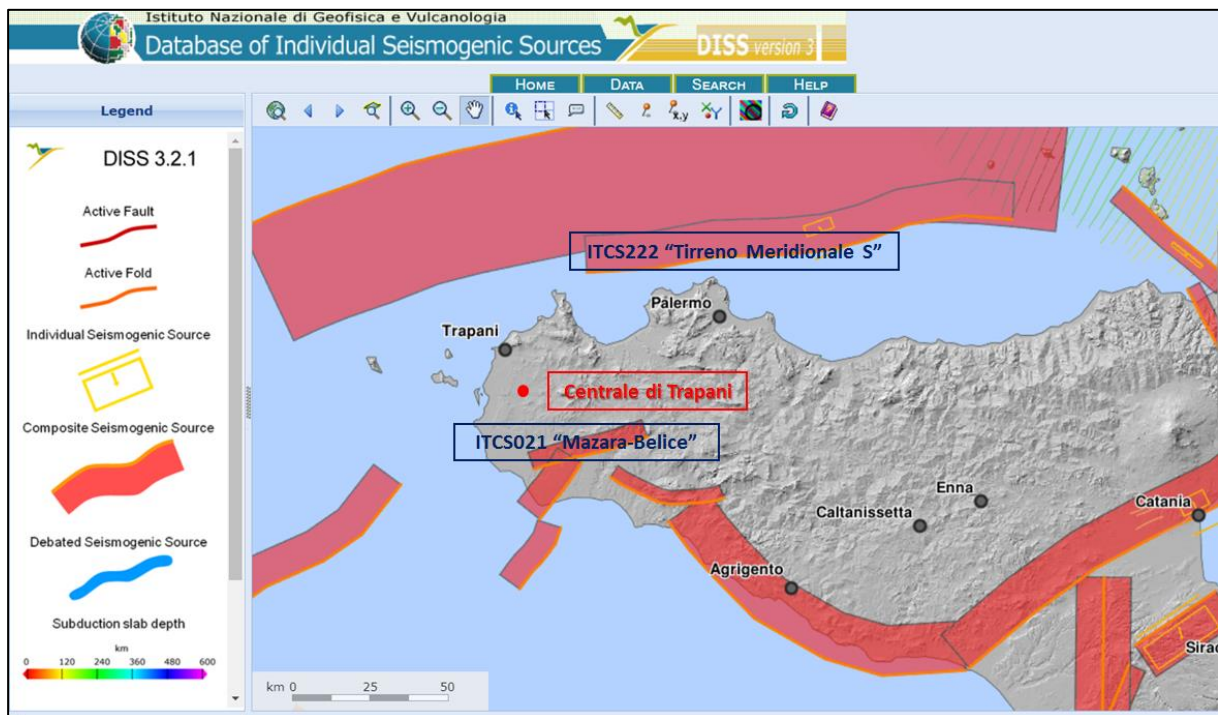 Istituto Nazionale di Geofisica e Vulcanologia
Database of Individual Seismogenic Sources
DISS version 3
HOME DATA SEARCH HELP
Legend
DISS 3.2.1
Active Fault
Active Fold
Individual Seismogenic Source
Composite Seismogenic Source
Debated Seismogenic Source
Subduction slab depth
km
0 120 240 360 480 600
x,y
ITCS222 “Tirreno Meridionale S”
Palermo
Trapani
Centrale di Trapani
ITCS021 “Mazara-Belice”
Enna
Catania
Caltanissetta
Agrigento
Sirac
km 0 25 50